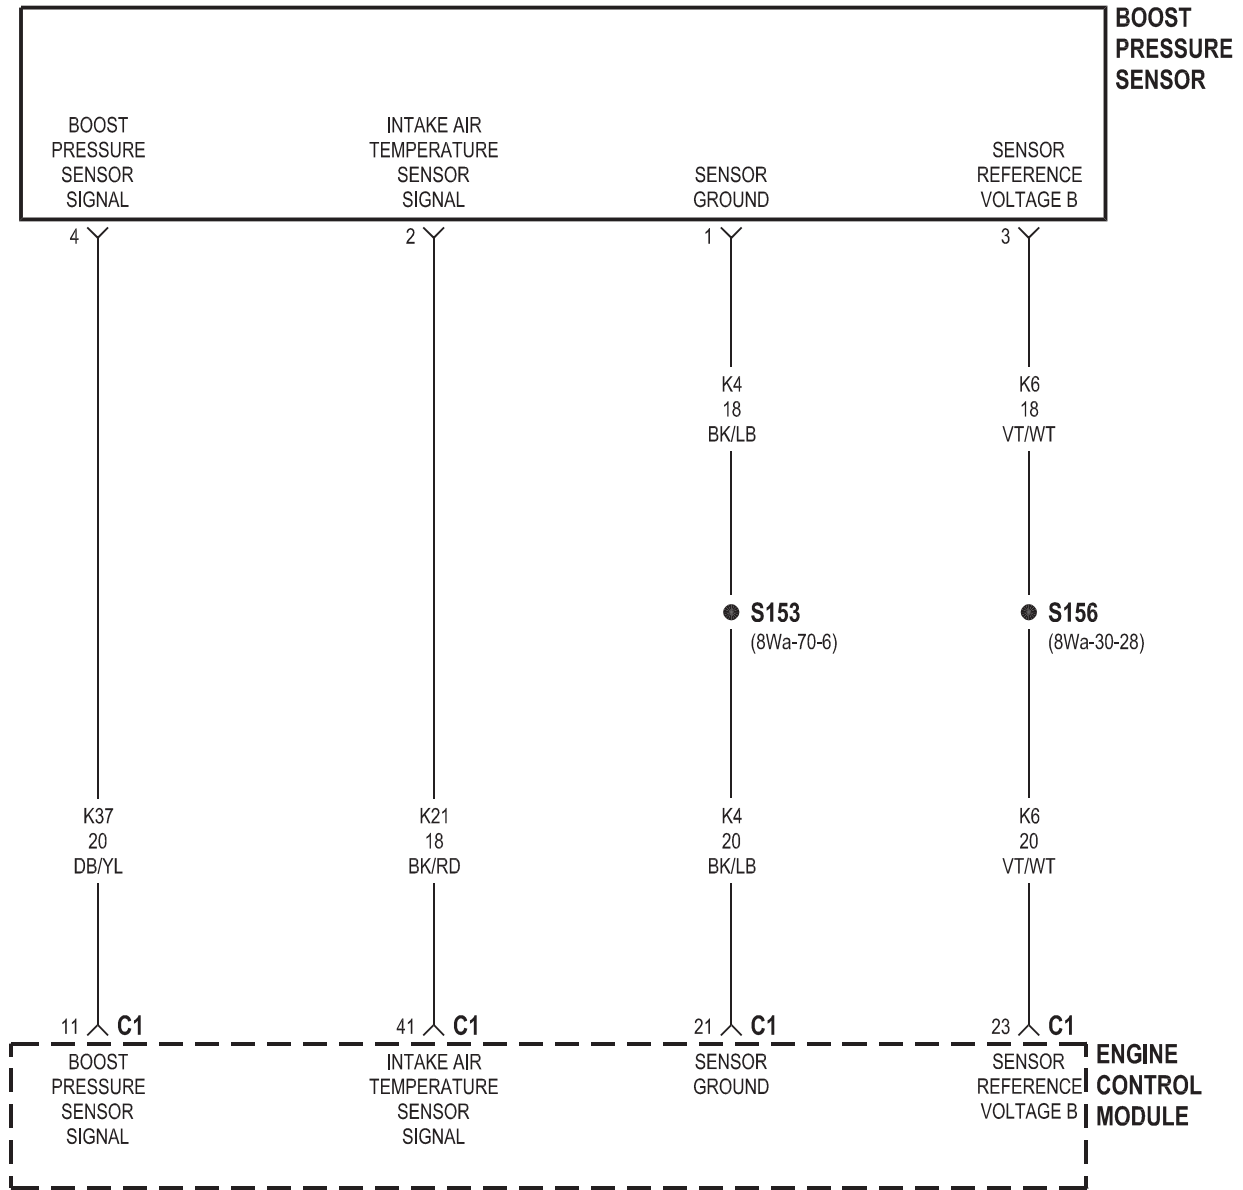 BOOST
PRESSURE
SENSOR
BOOST
PRESSURE
SENSOR
SIGNAL
INTAKE AIR
TEMPERATURE
SENSOR
SIGNAL
SENSOR
GROUND
SENSOR
REFERENCE
VOLTAGE B
4
2
1
3
K4
18
BK/LB
K6
18
VT/WT
S153
(8Wa-70-6)
S156
(8Wa-30-28)
K37
20
DB/YL
K21
18
BK/RD
K4
20
BK/LB
K6
20
VT/WT
11 C1
41 C1
21 C1
23 C1
BOOST
PRESSURE
SENSOR
SIGNAL
INTAKE AIR
TEMPERATURE
SENSOR
SIGNAL
SENSOR
GROUND
SENSOR
REFERENCE
VOLTAGE B
ENGINE
CONTROL
MODULE